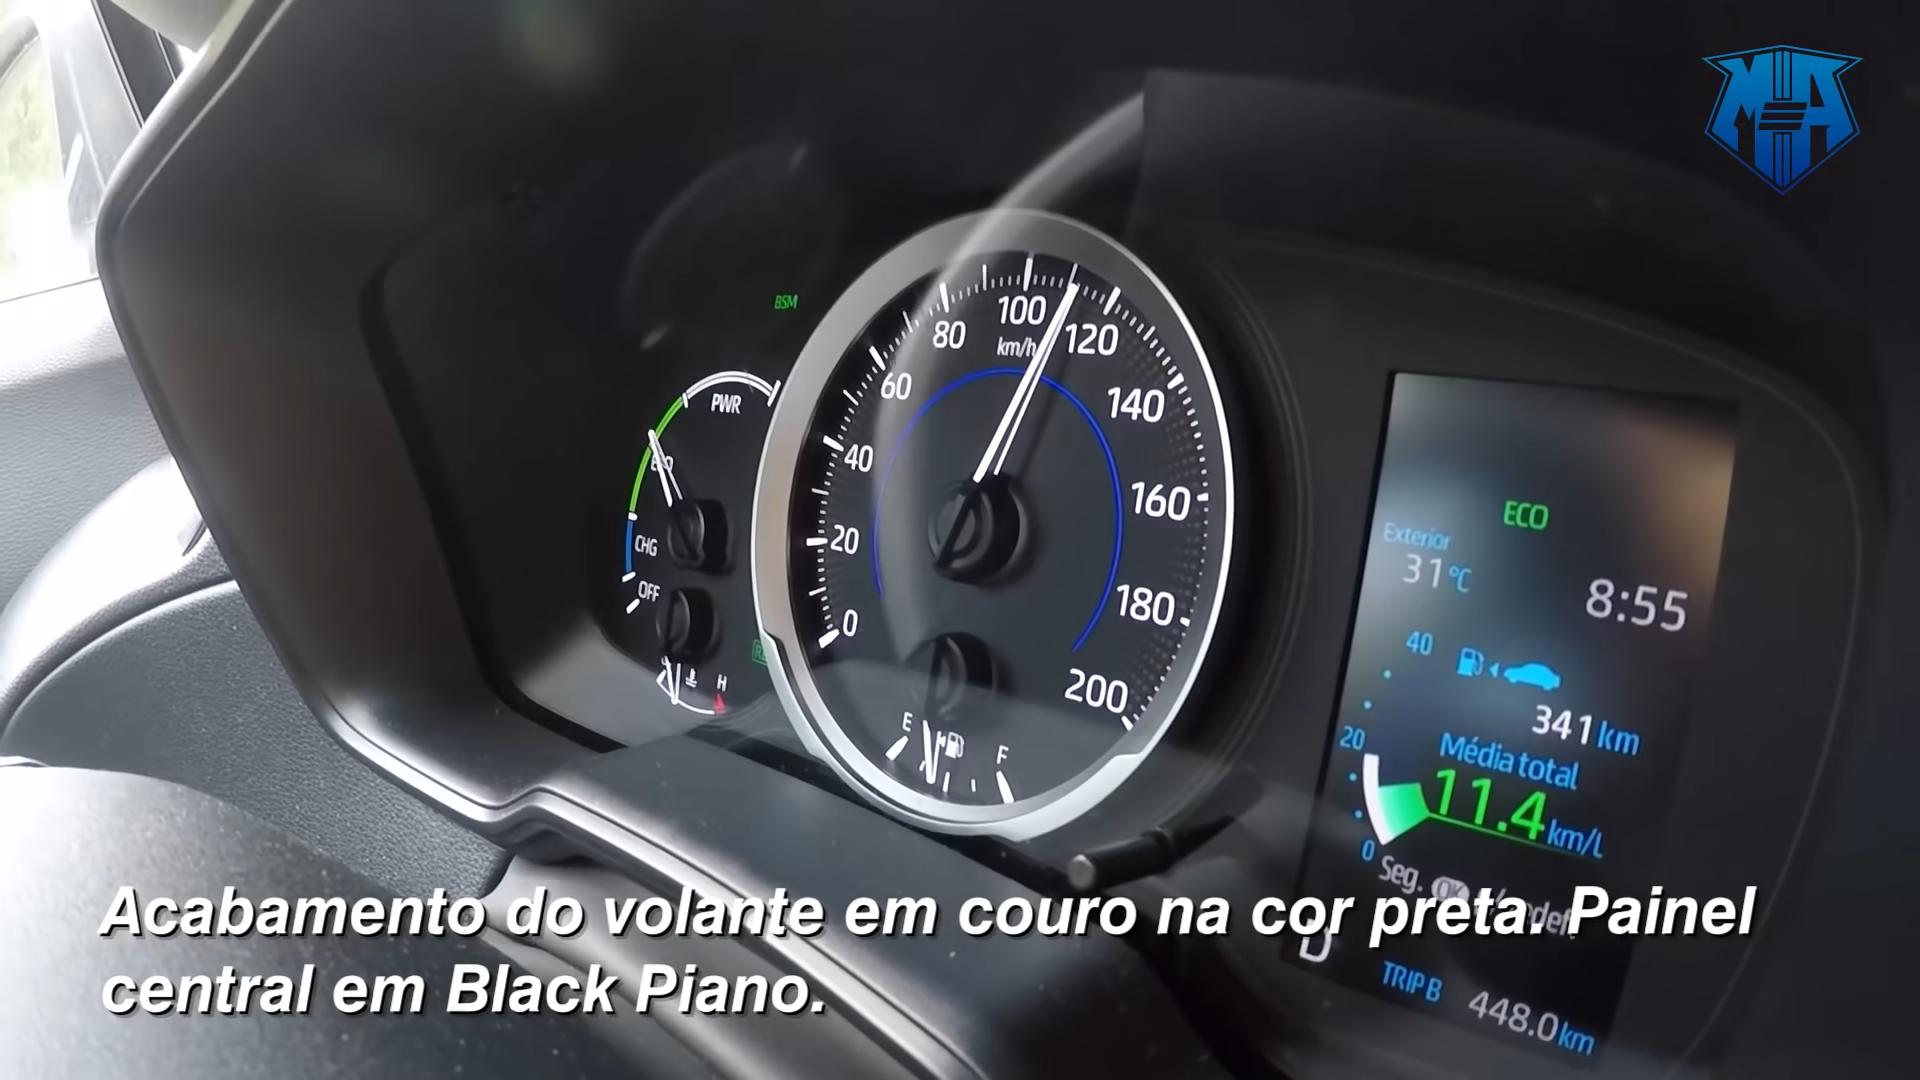 MA
BSM
PWR
ECO
CHG
OFF
H
0
20
40
60
80
100
km/h
120
140
160
180
200
E
F
ECO
Exterior
31°C
8:55
40
341 km
20
Média total
11.4 km/L
0
Seg. OK
D
TRIP B
448.0 km
Acabamento do volante em couro na cor preta. Painel
central em Black Piano.